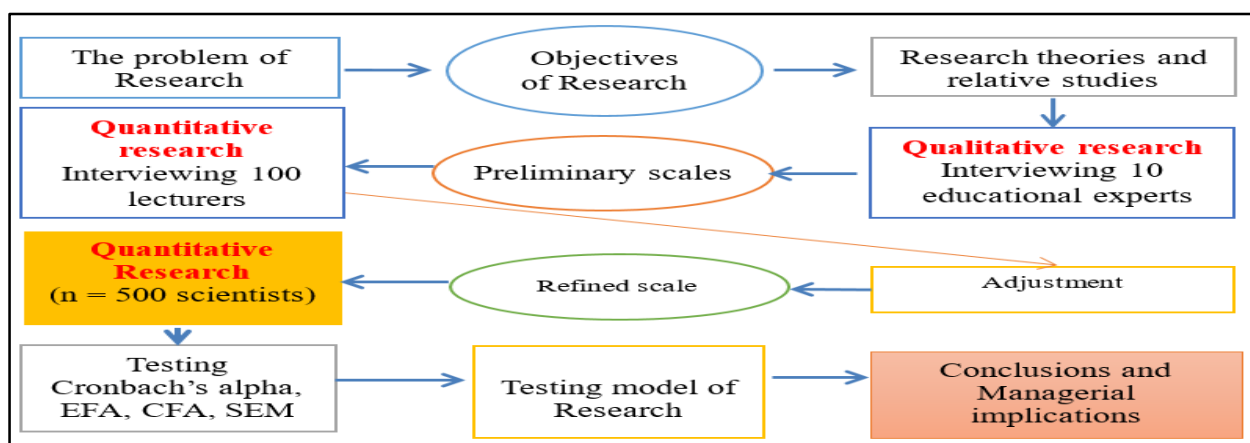 The problem of
Research
Objectives
of Research
Research theories and
relative studies
Quantitative
research
Interviewing 100
lecturers
Preliminary scales
Qualitative research
Interviewing 10
educational experts
Quantitative
Research
(n = 500 scientists)
Refined scale
Adjustment
Testing
Cronbach's alpha,
EFA, CFA, SEM
Testing model of
Research
Conclusions and
Managerial
implications